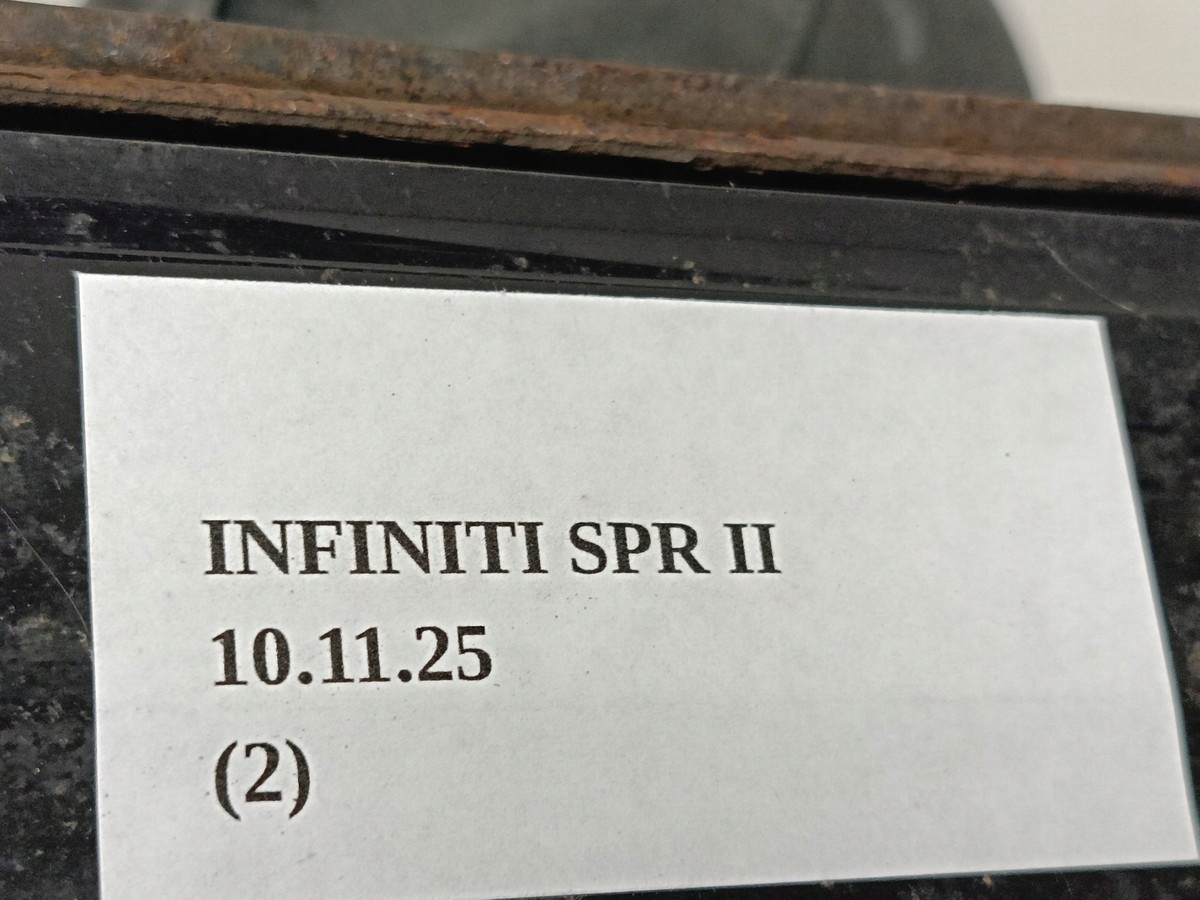 INFINITI SPR II
10.11.25
(2)